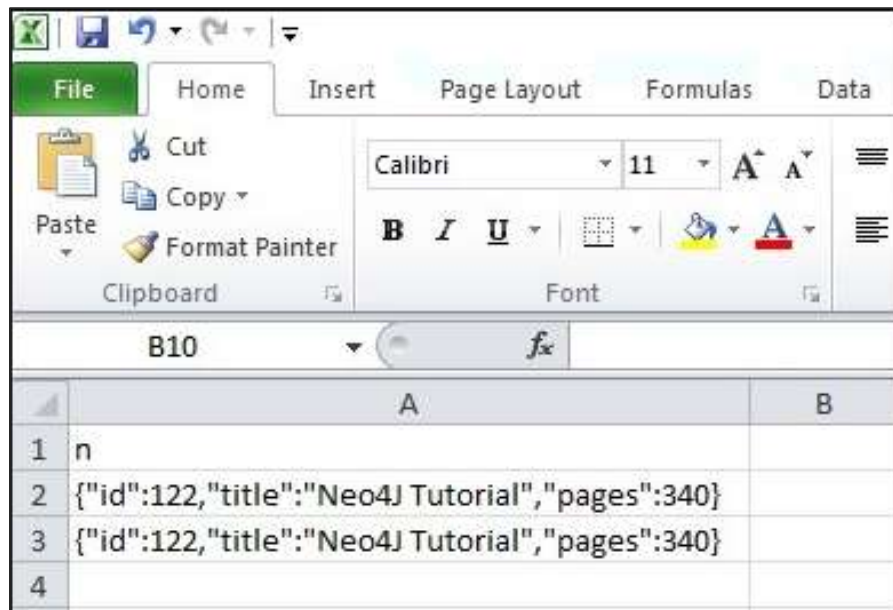 File Home Insert Page Layout Formulas Data
Cut
Calibri 11 A A
Copy
Paste
B I U A
Format Painter
Clipboard Font
B10 fx
A B
1 n
2 {"id":122,"title":"Neo4J Tutorial","pages":340}
3 {"id":122,"title":"Neo4J Tutorial","pages":340}
4